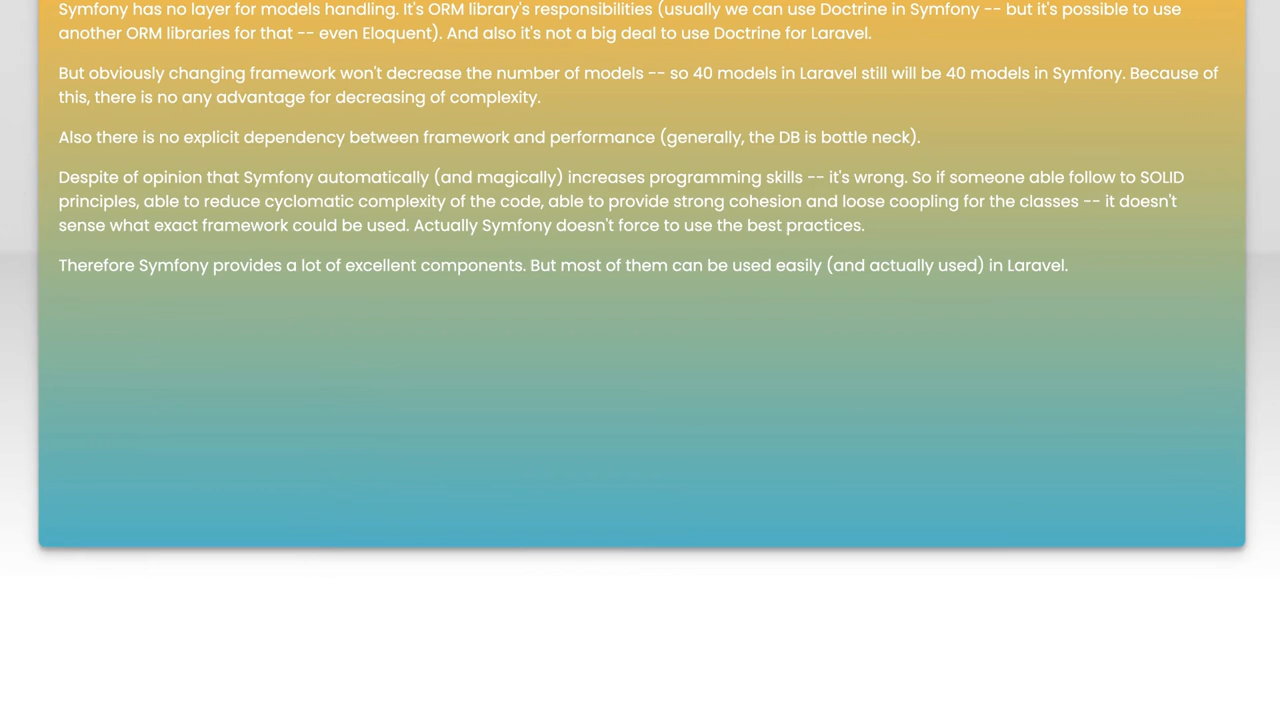 Symfony has no layer for models handling. It's ORM library's responsibilities (usually we can use Doctrine in Symfony -- but it's possible to use
another ORM libraries for that -- even Eloquent). And also it's not a big deal to use Doctrine for Laravel.
But obviously changing framework won't decrease the number of models -- so 40 models in Laravel still will be 40 models in Symfony. Because of
this, there is no any advantage for decreasing of complexity.
Also there is no explicit dependency between framework and performance (generally, the DB is bottle neck).
Despite of opinion that Symfony automatically (and magically) increases programming skills -- it's wrong. So if someone able follow to SOLID
principles, able to reduce cyclomatic complexity of the code, able to provide strong cohesion and loose coopling for the classes -- it doesn't
sense what exact framework could be used. Actually Symfony doesn't force to use the best practices.
Therefore Symfony provides a lot of excellent components. But most of them can be used easily (and actually used) in Laravel.